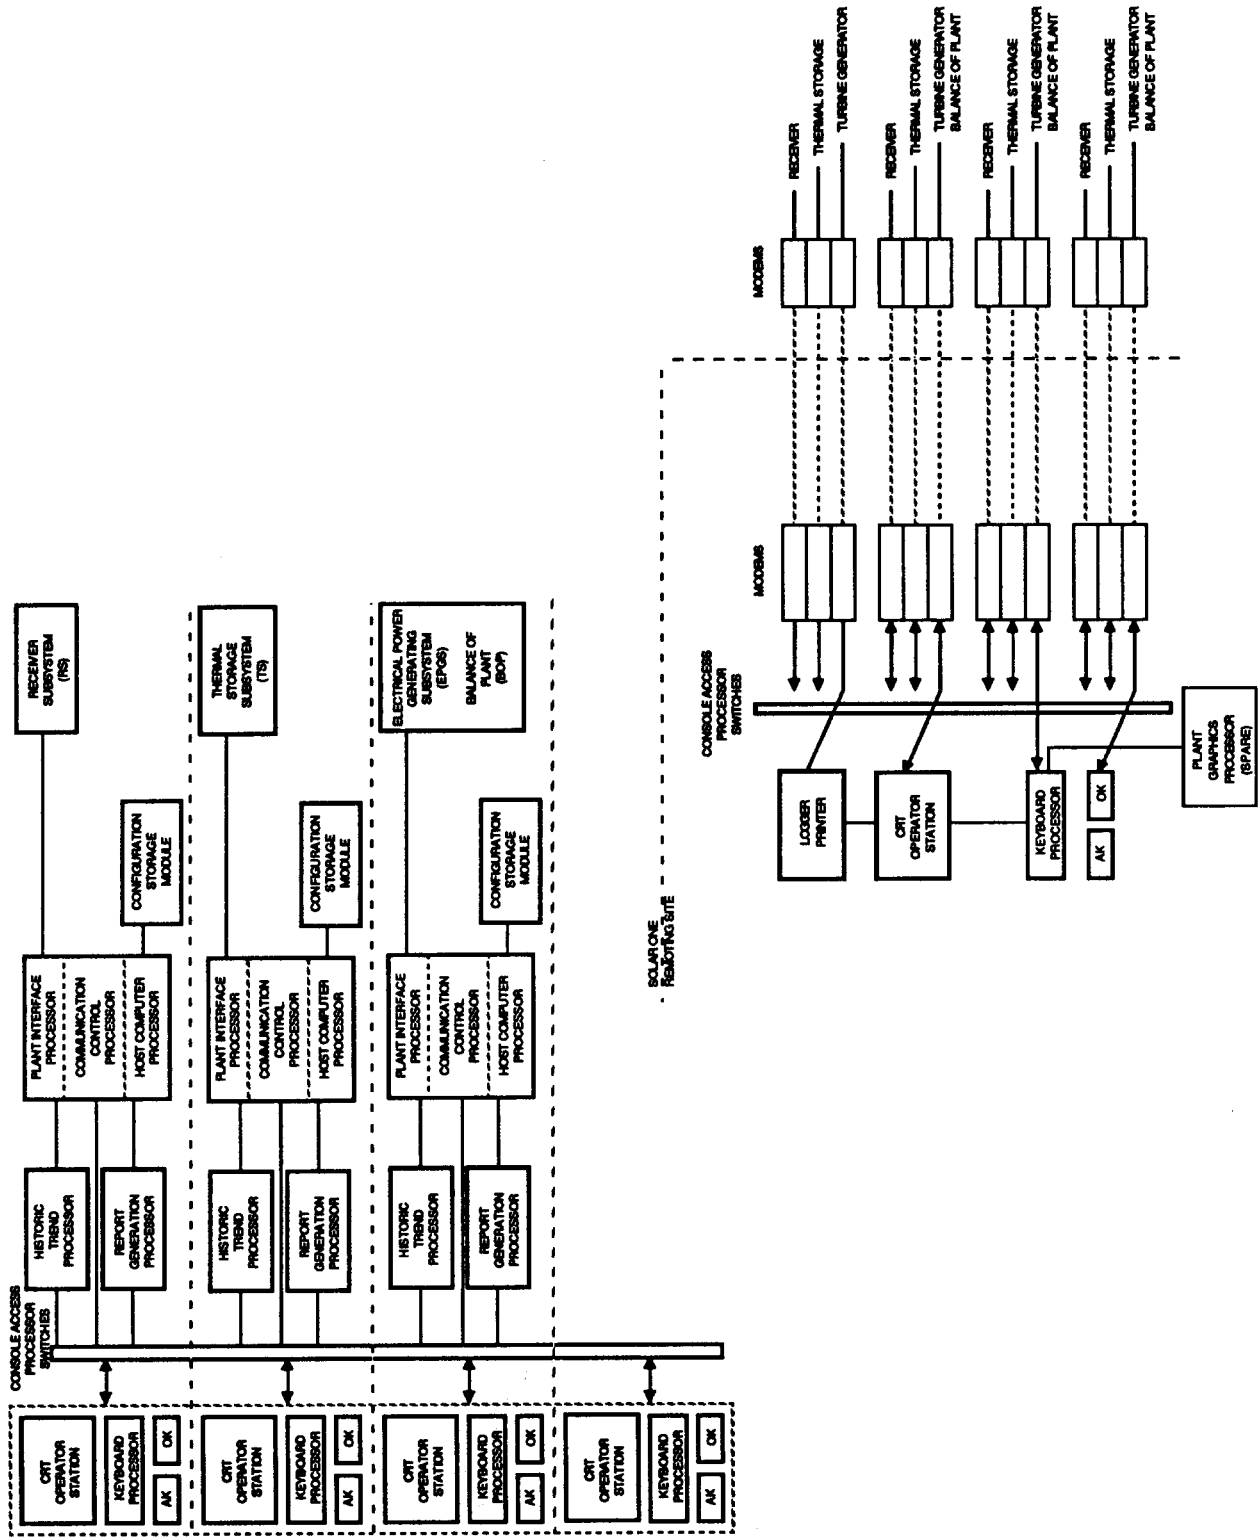 CONSOLE ACCESS
PROCESSOR
SWITCHES
CRT
OPERATOR
STATION
KEYBOARD
PROCESSOR
AK
OK
HISTORIC
TREND
PROCESSOR
REPORT
GENERATION
PROCESSOR
PLANT INTERFACE
PROCESSOR
COMMUNICATION
CONTROL
PROCESSOR
HOST COMPUTER
PROCESSOR
CONFIGURATION
STORAGE
MODULE
RECEIVER
SUBSYSTEM
(RS)
CRT
OPERATOR
STATION
KEYBOARD
PROCESSOR
AK
OK
HISTORIC
TREND
PROCESSOR
REPORT
GENERATION
PROCESSOR
PLANT INTERFACE
PROCESSOR
COMMUNICATION
CONTROL
PROCESSOR
HOST COMPUTER
PROCESSOR
CONFIGURATION
STORAGE
MODULE
THERMAL
STORAGE
SUBSYSTEM
(TS)
CRT
OPERATOR
STATION
KEYBOARD
PROCESSOR
AK
OK
HISTORIC
TREND
PROCESSOR
REPORT
GENERATION
PROCESSOR
PLANT INTERFACE
PROCESSOR
COMMUNICATION
CONTROL
PROCESSOR
HOST COMPUTER
PROCESSOR
CONFIGURATION
STORAGE
MODULE
ELECTRICAL POWER
GENERATING
SUBSYSTEM
(EPGS)
BALANCE OF
PLANT
(BOP)
CRT
OPERATOR
STATION
KEYBOARD
PROCESSOR
AK
OK
SOLAR ONE
REMOTING SITE
CONSOLE ACCESS
PROCESSOR
SWITCHES
MODEMS
MODEMS
LOGGER
PRINTER
RECEIVER
THERMAL STORAGE
TURBINE GENERATOR
CRT
OPERATOR
STATION
RECEIVER
THERMAL STORAGE
TURBINE GENERATOR
BALANCE OF PLANT
KEYBOARD
PROCESSOR
RECEIVER
THERMAL STORAGE
TURBINE GENERATOR
BALANCE OF PLANT
AK
OK
RECEIVER
THERMAL STORAGE
TURBINE GENERATOR
BALANCE OF PLANT
PLANT
GRAPHICS
PROCESSOR
(SPARE)